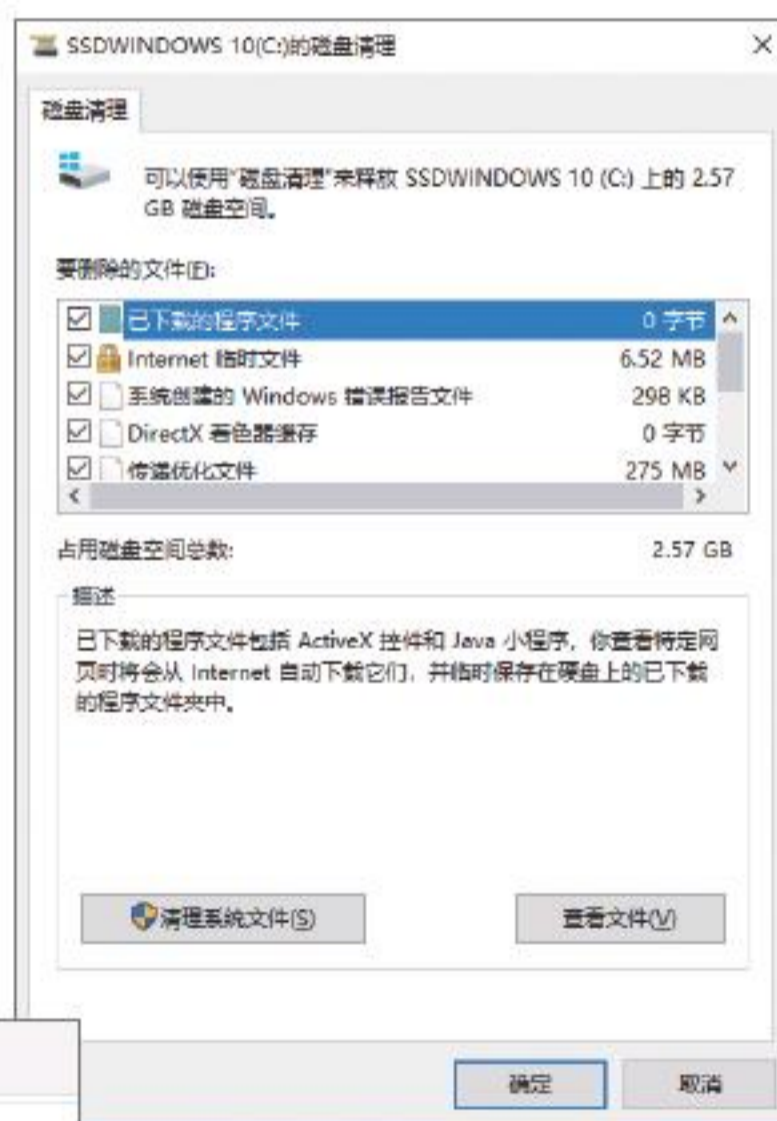 SSDWINDOWS 10(C:)的磁盘清理
磁盘清理
可以使用"磁盘清理"来释放 SSDWINDOWS 10 (C:) 上的 2.57
GB 磁盘空间。
要删除的文件(F):
已下载的程序文件 0 字节
Internet 临时文件 6.52 MB
系统创建的 Windows 错误报告文件 298 KB
DirectX 着色器缓存 0 字节
传递优化文件 275 MB
占用磁盘空间总数: 2.57 GB
描述
已下载的程序文件包括 ActiveX 控件和 Java 小程序，你查看特定网
页时将会从 Internet 自动下载它们，并临时保存在硬盘上的已下载
的程序文件夹中。
清理系统文件(S) 查看文件(V)
确定 取消